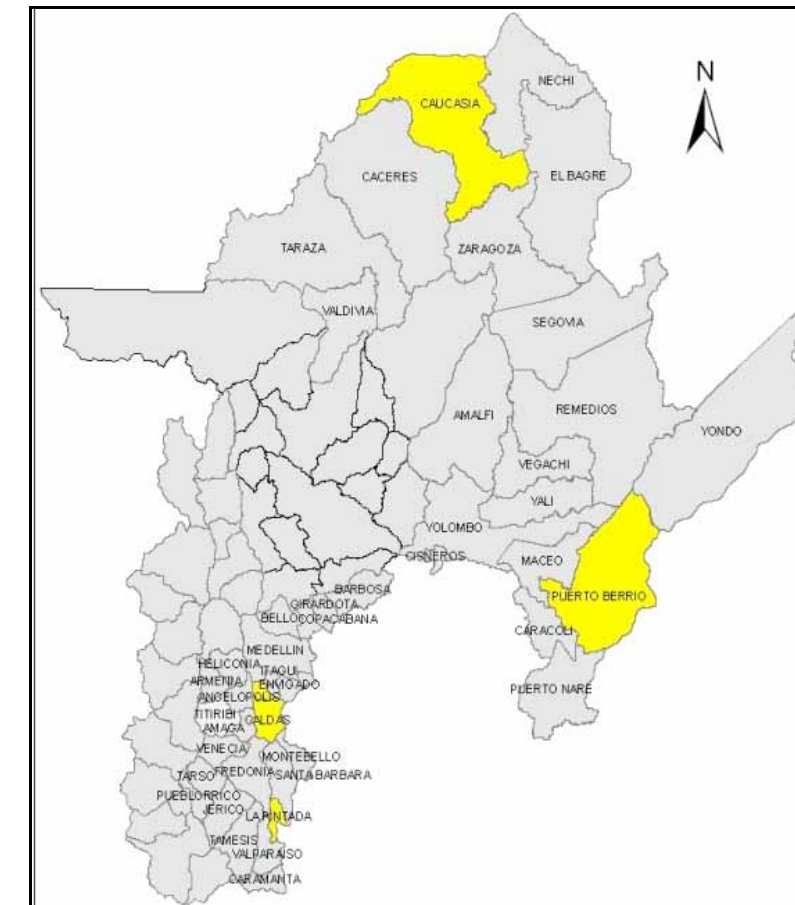 NECHI
N
CAUCASIA
CACERES
EL BAGRE
TARAZA
ZARAGOZA
VALDIVIA
SEGOVIA
AMALFI
REMEDIOS
YONDO
VEGACHI
YALI
YOLOMBO
CISNEROS
MACEO
BARBOSA
PUERTO BERRIO
GIRARDOTA
BELLO COPACABANA
CARACOLI
MEDELLIN
HELICONIA
ITAGUI
ARMENIA
ENVIGADO
PUERTO NARE
ANGELOPOLIS
TITIRIBI
CALDAS
AMAGA
VENECIA
MONTEBELLO
TARSO
FREDONIA
SANTA BARBARA
PUEBLORRICO
JERICO
LA PINTADA
TAMESIS
VALPARAISO
CARAMANTA